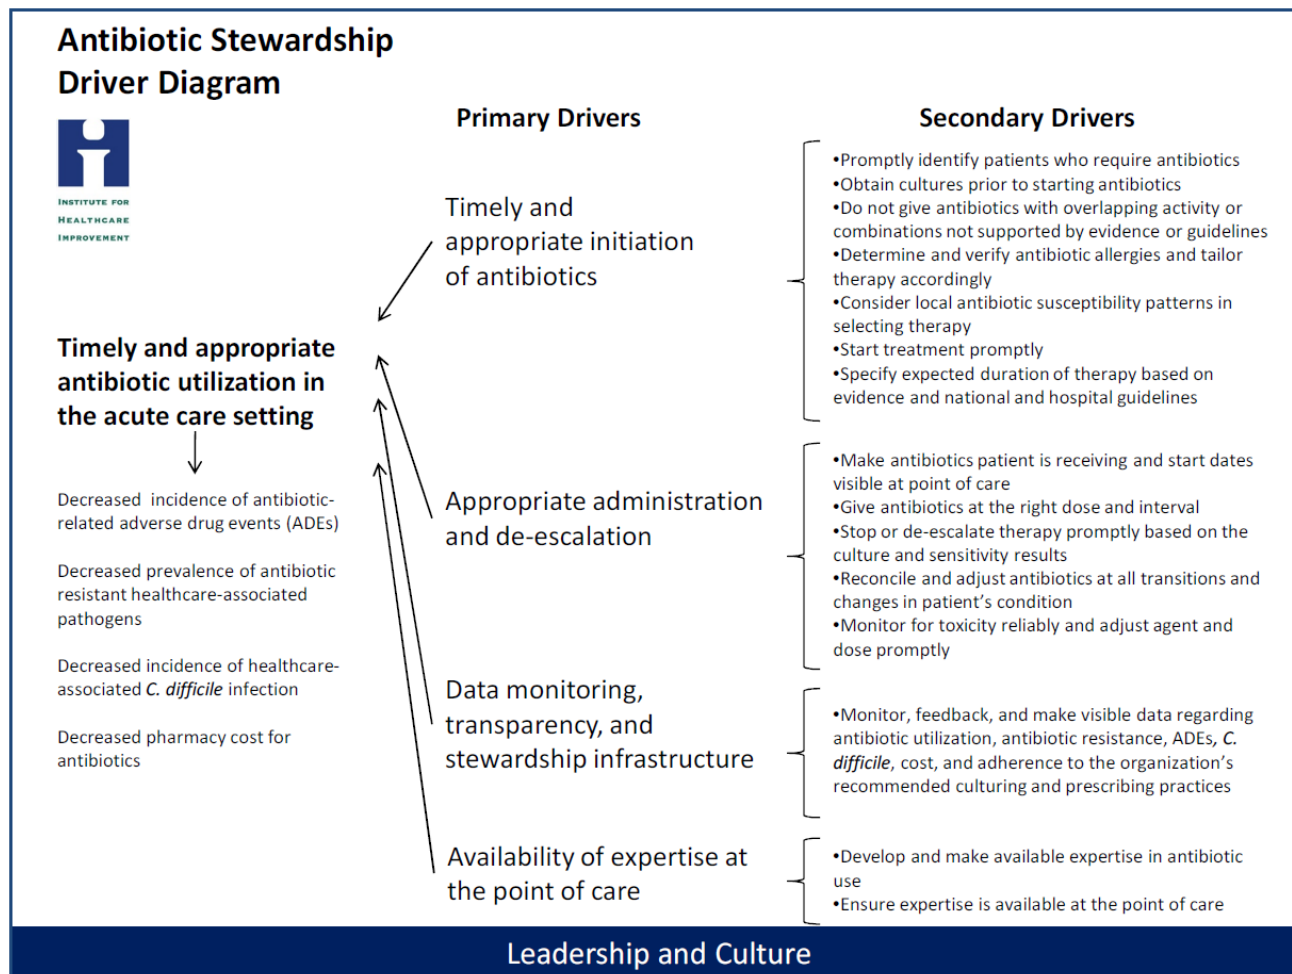 Antibiotic Stewardship
Driver Diagram
INSTITUTE FOR
HEALTHCARE
IMPROVEMENT
Timely and appropriate
antibiotic utilization in
the acute care setting
Decreased incidence of antibiotic-
related adverse drug events (ADEs)
Decreased prevalence of antibiotic
resistant healthcare-associated
pathogens
Decreased incidence of healthcare-
associated C. difficile infection
Decreased pharmacy cost for
antibiotics
Primary Drivers
Timely and
appropriate initiation
of antibiotics
Appropriate administration
and de-escalation
Data monitoring,
transparency, and
stewardship infrastructure
Availability of expertise at
the point of care
Secondary Drivers
•Promptly identify patients who require antibiotics
•Obtain cultures prior to starting antibiotics
•Do not give antibiotics with overlapping activity or
combinations not supported by evidence or guidelines
•Determine and verify antibiotic allergies and tailor
therapy accordingly
•Consider local antibiotic susceptibility patterns in
selecting therapy
•Start treatment promptly
•Specify expected duration of therapy based on
evidence and national and hospital guidelines
•Make antibiotics patient is receiving and start dates
visible at point of care
•Give antibiotics at the right dose and interval
•Stop or de-escalate therapy promptly based on the
culture and sensitivity results
•Reconcile and adjust antibiotics at all transitions and
changes in patient’s condition
•Monitor for toxicity reliably and adjust agent and
dose promptly
•Monitor, feedback, and make visible data regarding
antibiotic utilization, antibiotic resistance, ADEs, C.
difficile, cost, and adherence to the organization’s
recommended culturing and prescribing practices
•Develop and make available expertise in antibiotic
use
•Ensure expertise is available at the point of care
Leadership and Culture